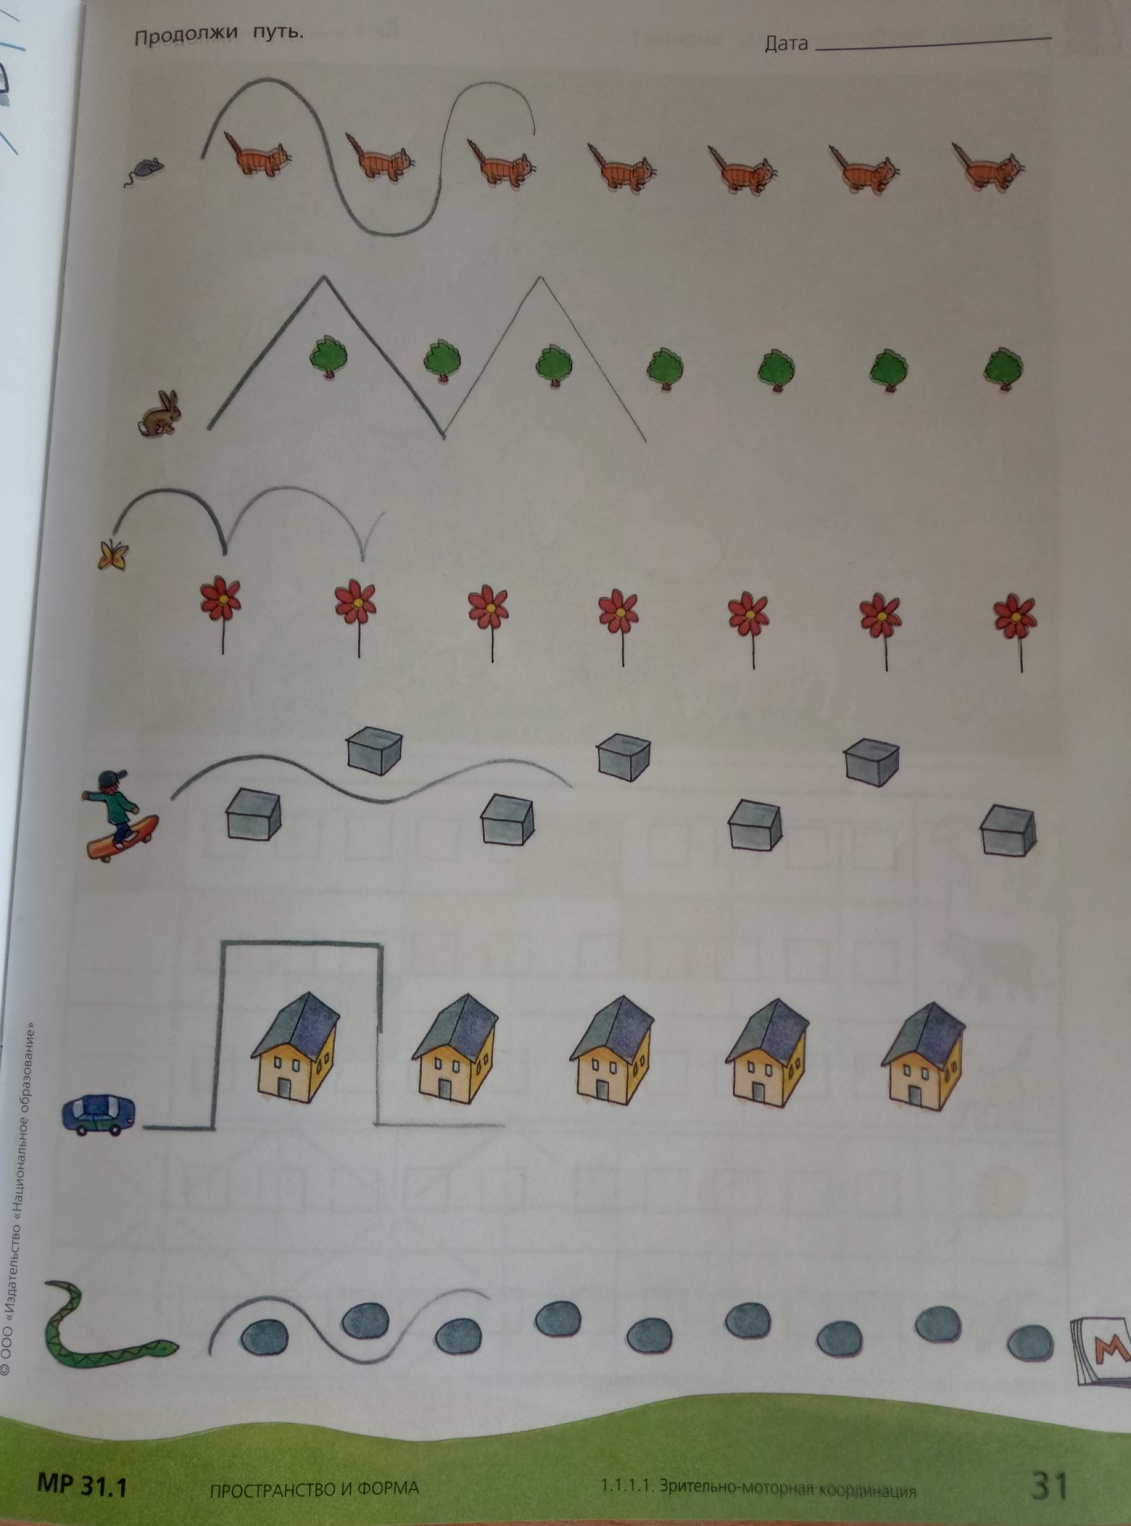 Продолжи путь.
Дата
© ООО «Издательство «Национальное образование»
М
МР 31.1
ПРОСТРАНСТВО И ФОРМА
1.1.1.1. Зрительно-моторная координация
31